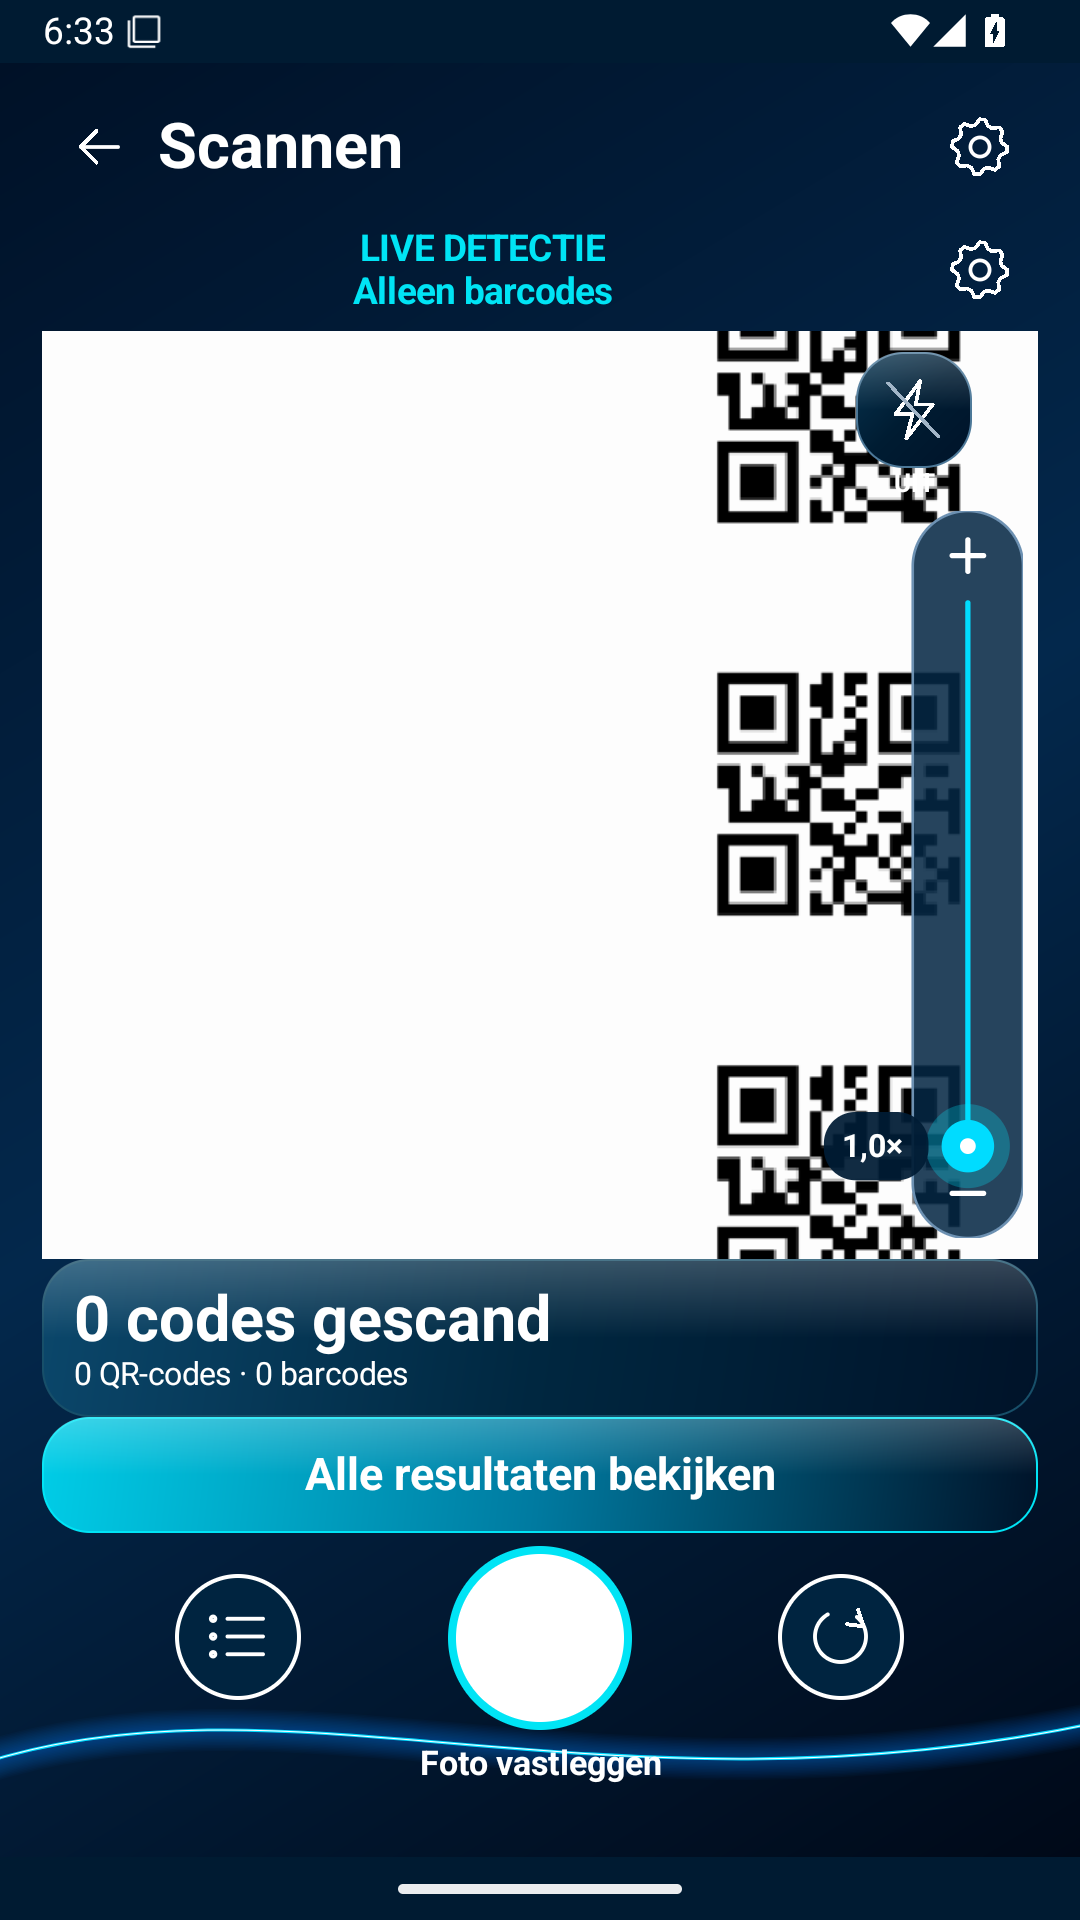 6:33
Scannen
LIVE DETECTIE
Alleen barcodes
1,0×
0 codes gescand
0 QR-codes · 0 barcodes
Alle resultaten bekijken
Foto vastleggen